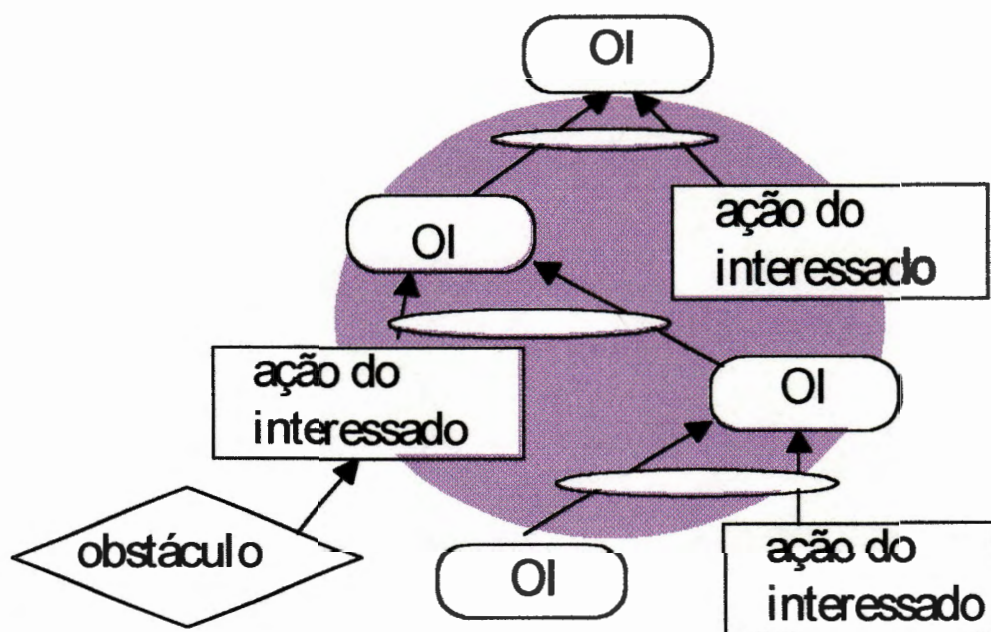 OI
OI
ação do
interessado
ação do
interessado
OI
obstáculo
OI
ação do
interessado